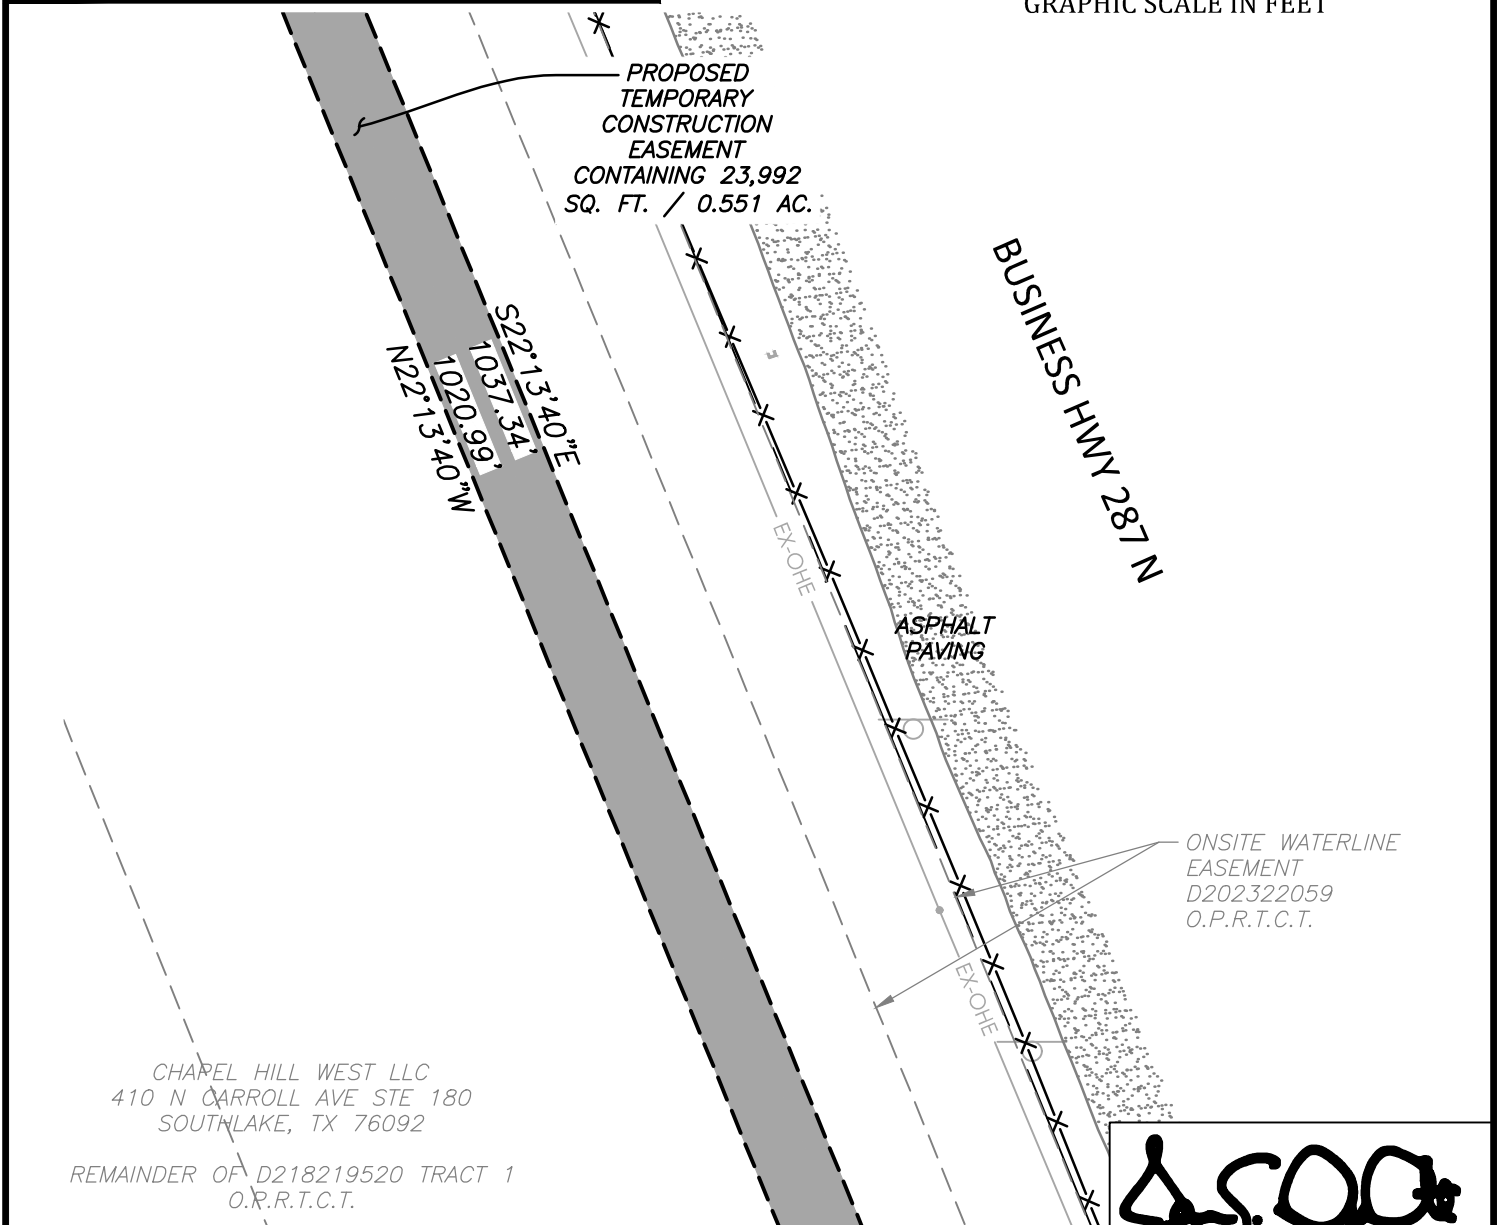 GRAPHIC SCALE IN FEET
PROPOSED
TEMPORARY
CONSTRUCTION
EASEMENT
CONTAINING 23,992
SQ. FT. / 0.551 AC.
BUSINESS HWY 287 N
S22°13'40"E
1037.34'
1020.99'
N22°13'40"W
EX-OHE
ASPHALT
PAVING
ONSITE WATERLINE
EASEMENT
D202322059
O.P.R.T.C.T.
EX-OHE
CHAPEL HILL WEST LLC
410 N CARROLL AVE STE 180
SOUTHLAKE, TX 76092
REMAINDER OF D218219520 TRACT 1
O.P.R.T.C.T.